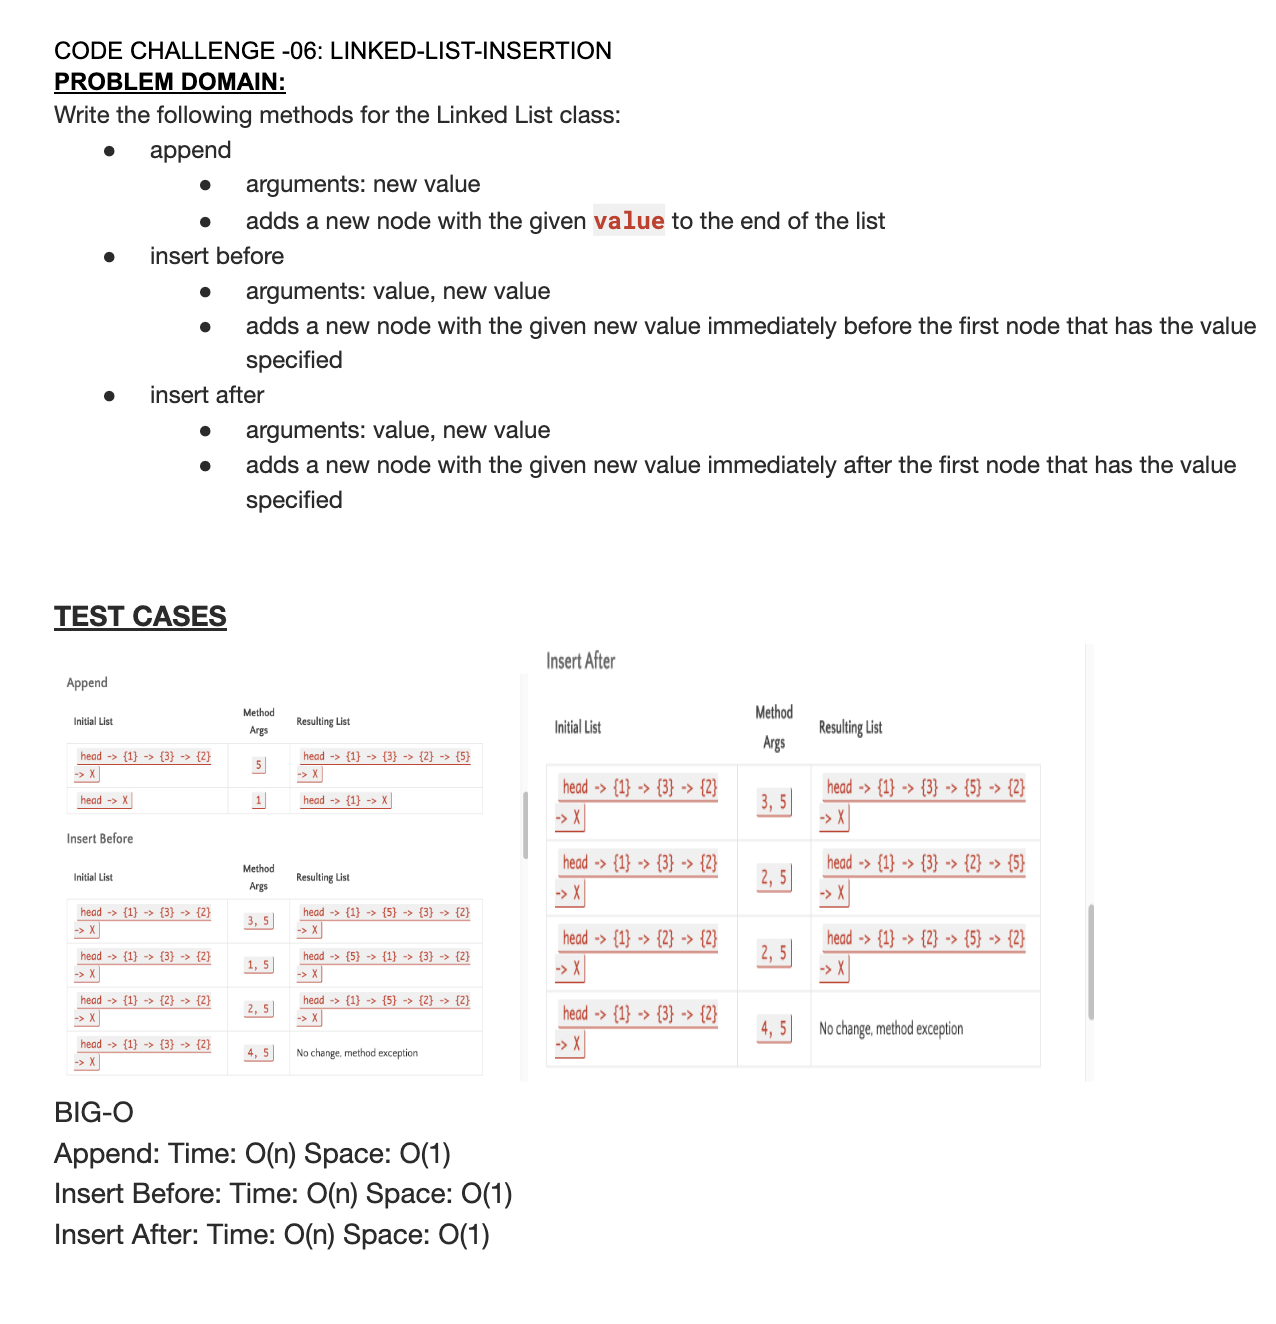 CODE CHALLENGE -06: LINKED-LIST-INSERTION
PROBLEM DOMAIN:
Write the following methods for the Linked List class:
● append
● arguments: new value
● adds a new node with the given value to the end of the list
● insert before
● arguments: value, new value
● adds a new node with the given new value immediately before the first node that has the value
specified
● insert after
● arguments: value, new value
● adds a new node with the given new value immediately after the first node that has the value
specified
TEST CASES
Append
Initial List Method Args Resulting List
head -> {1} -> {3} -> {2} -> X 5 head -> {1} -> {3} -> {2} -> {5} -> X
head -> X 1 head -> {1} -> X
Insert Before
Initial List Method Args Resulting List
head -> {1} -> {3} -> {2} -> X 3, 5 head -> {1} -> {5} -> {3} -> {2} -> X
head -> {1} -> {3} -> {2} -> X 1, 5 head -> {5} -> {1} -> {3} -> {2} -> X
head -> {1} -> {2} -> {2} -> X 2, 5 head -> {1} -> {5} -> {2} -> {2} -> X
head -> {1} -> {3} -> {2} -> X 4, 5 No change, method exception
Insert After
Initial List Method Args Resulting List
head -> {1} -> {3} -> {2} -> X 3, 5 head -> {1} -> {3} -> {5} -> {2} -> X
head -> {1} -> {3} -> {2} -> X 2, 5 head -> {1} -> {3} -> {2} -> {5} -> X
head -> {1} -> {2} -> {2} -> X 2, 5 head -> {1} -> {2} -> {5} -> {2} -> X
head -> {1} -> {3} -> {2} -> X 4, 5 No change, method exception
BIG-O
Append: Time: O(n) Space: O(1)
Insert Before: Time: O(n) Space: O(1)
Insert After: Time: O(n) Space: O(1)